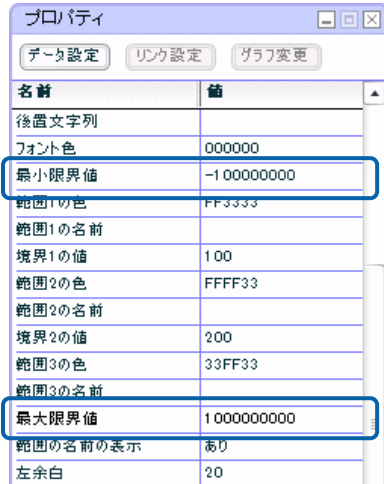 プロパティ
データ設定 リンク設定 グラフ変更
名前 値
後置文字列
フォント色 000000
最小限界値 -100000000
範囲1の色 FF3333
範囲1の名前
境界1の値 100
範囲2の色 FFFF33
範囲2の名前
境界2の値 200
範囲3の色 33FF33
範囲3の名前
最大限界値 1000000000
範囲の名前の表示 あり
左余白 20